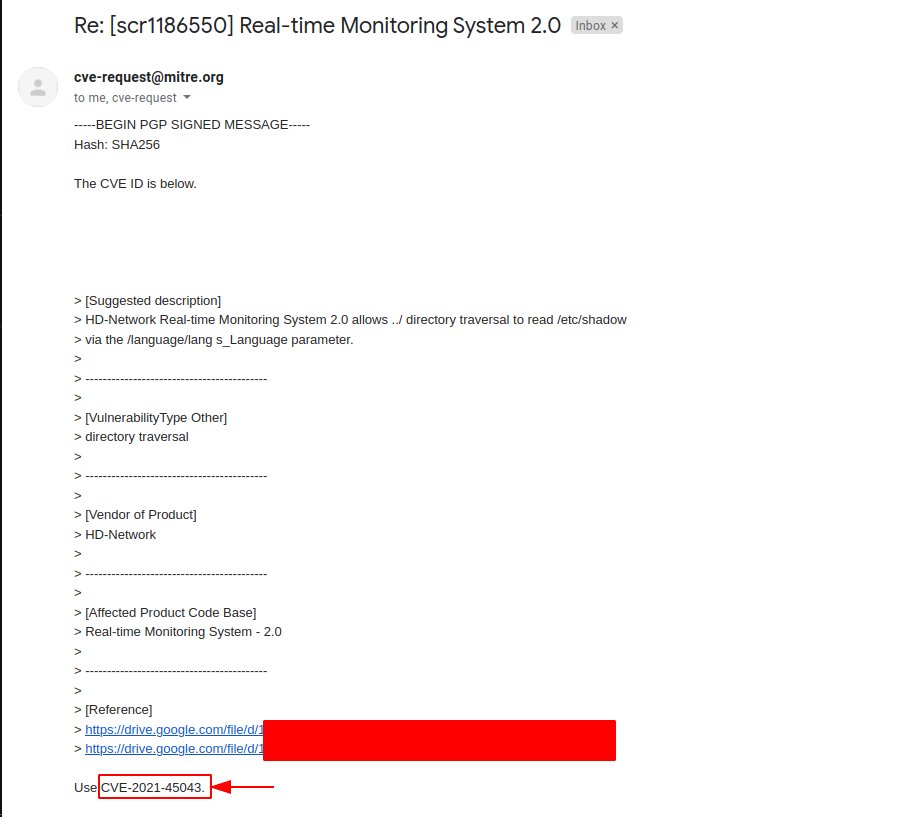 Re: [scr1186550] Real-time Monitoring System 2.0 Inbox ×
cve-request@mitre.org
to me, cve-request
-----BEGIN PGP SIGNED MESSAGE-----
Hash: SHA256
The CVE ID is below.
> [Suggested description]
> HD-Network Real-time Monitoring System 2.0 allows ../ directory traversal to read /etc/shadow
> via the /language/lang s_Language parameter.
>
> ------------------------------------------
>
> [VulnerabilityType Other]
> directory traversal
>
> ------------------------------------------
>
> [Vendor of Product]
> HD-Network
>
> ------------------------------------------
>
> [Affected Product Code Base]
> Real-time Monitoring System - 2.0
>
> ------------------------------------------
>
> [Reference]
> https://drive.google.com/file/d/1
> https://drive.google.com/file/d/1
Use CVE-2021-45043.